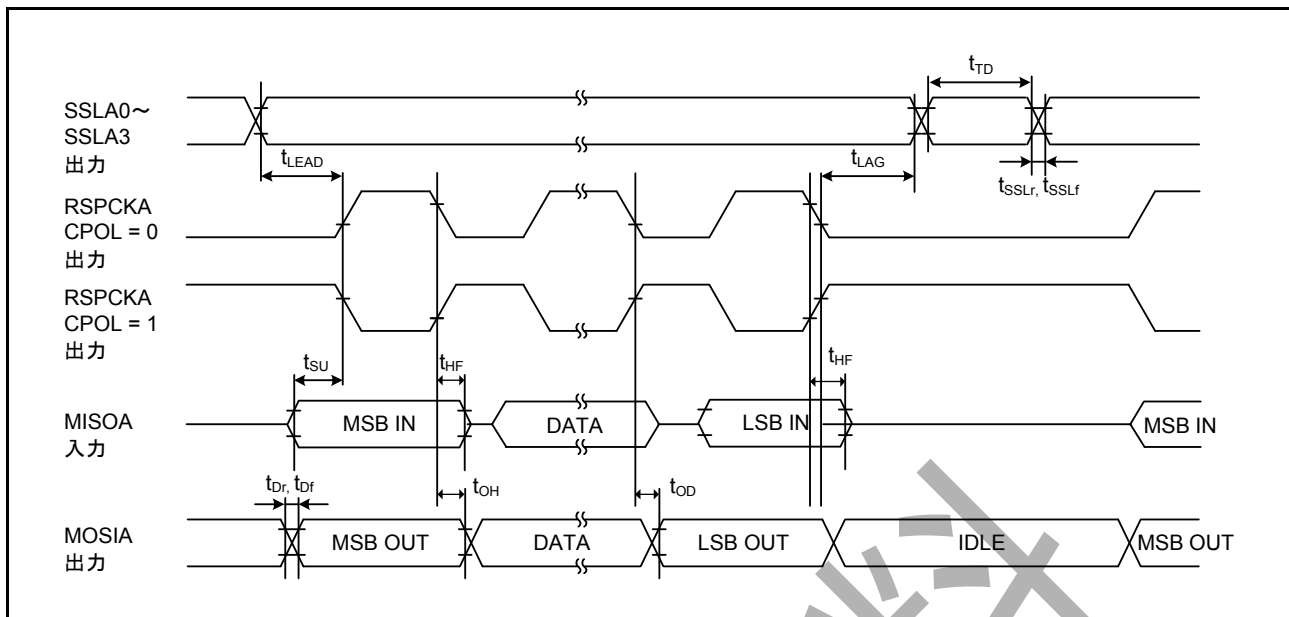 tTD
SSLA0～
SSLA3
出力
tLEAD
tLAG
tSSLr, tSSLf
RSPCKA
CPOL = 0
出力
RSPCKA
CPOL = 1
出力
tSU
tHF
tHF
MISOA
入力
MSB IN
DATA
LSB IN
MSB IN
tDr, tDf
tOH
tOD
MOSIA
出力
MSB OUT
DATA
LSB OUT
IDLE
MSB OUT